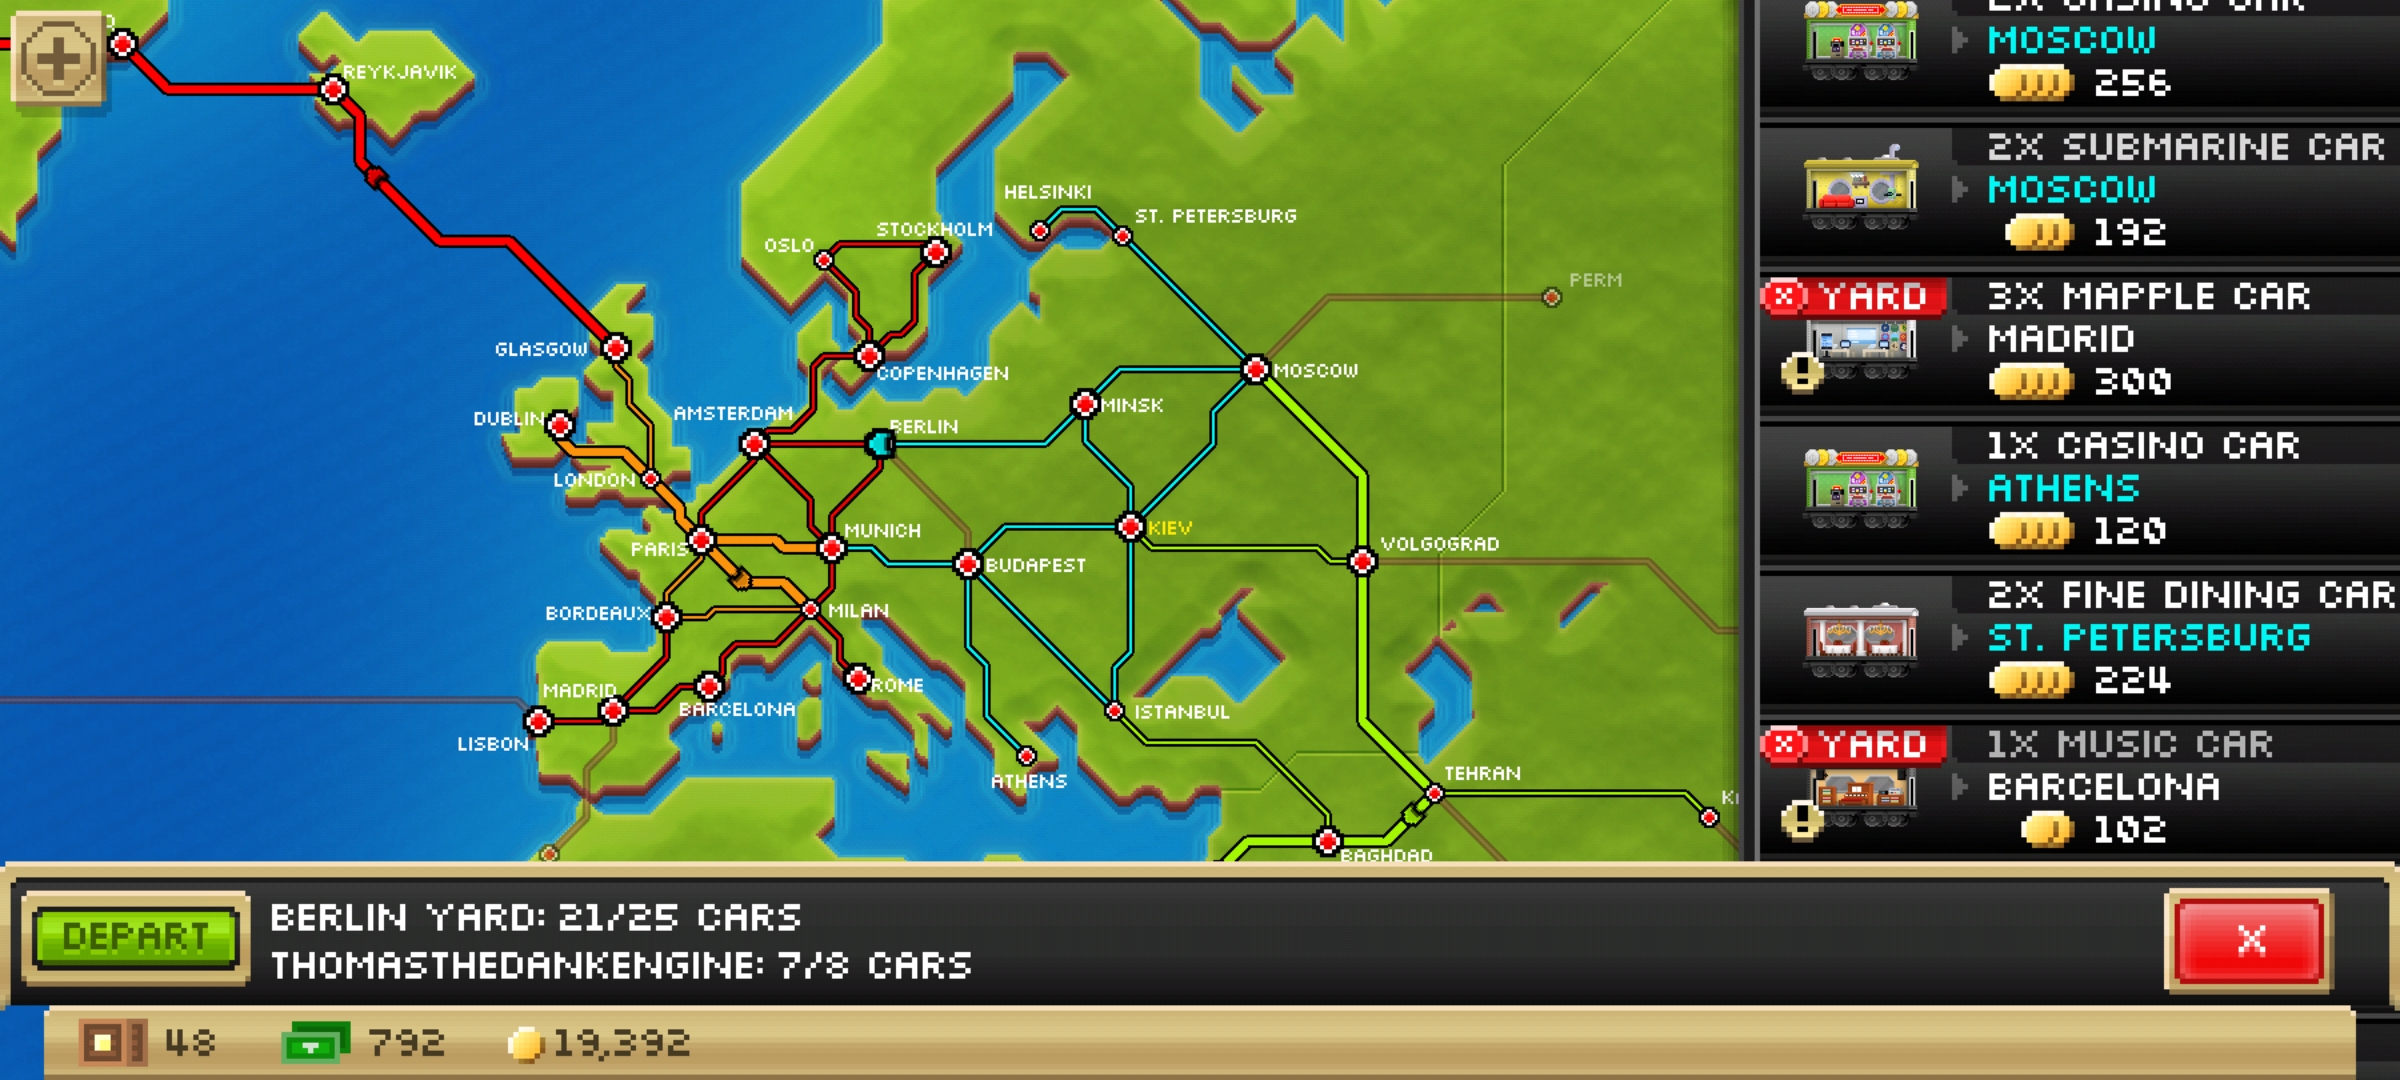 REYKJAVIK
HELSINKI
ST. PETERSBURG
STOCKHOLM
OSLO
PERM
GLASGOW
COPENHAGEN
MOSCOW
DUBLIN
AMSTERDAM
BERLIN
MINSK
LONDON
PARIS
MUNICH
KIEV
VOLGOGRAD
BUDAPEST
BORDEAUX
MILAN
MADRID
ROME
BARCELONA
LISBON
ISTANBUL
ATHENS
TEHRAN
BAGHDAD
2X CASINO CAR
MOSCOW
256
2X SUBMARINE CAR
MOSCOW
192
YARD
3X MAPPLE CAR
MADRID
300
1X CASINO CAR
ATHENS
120
2X FINE DINING CAR
ST. PETERSBURG
224
YARD
1X MUSIC CAR
BARCELONA
102
DEPART
BERLIN YARD: 21/25 CARS
THOMASTHEDANKENGINE: 7/8 CARS
X
48
792
19,392